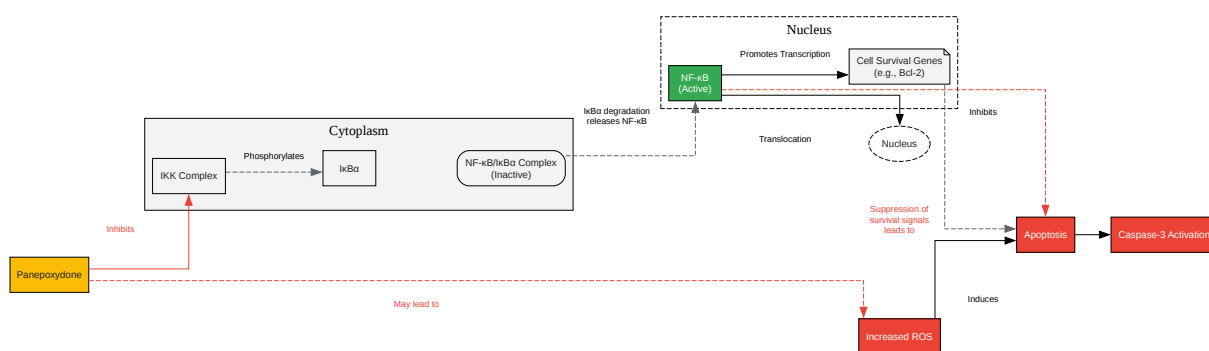 Nucleus
Promotes Transcription
Cell Survival Genes
(e.g., Bcl-2)
NF-κB
(Active)
IκBα degradation
releases NF-κB
Inhibits
Cytoplasm
Translocation
Nucleus
Phosphorylates
IKK Complex
IκBα
NF-κB/IκBα Complex
(Inactive)
Suppression of
survival signals
leads to
Inhibits
Apoptosis
Caspase-3 Activation
Panepoxydone
May lead to
Induces
Increased ROS